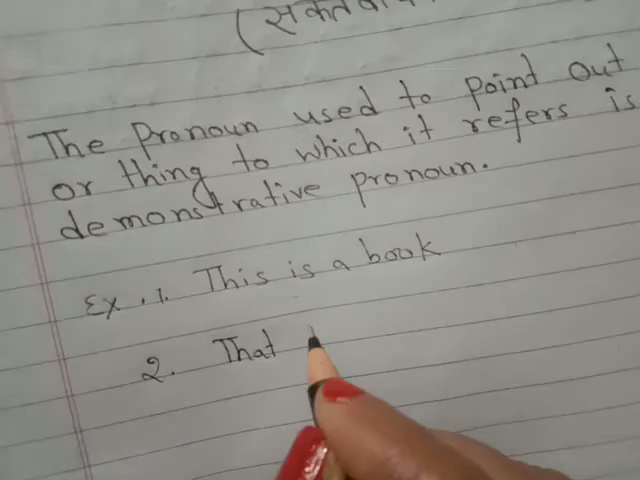 The Pronoun used to point out
or thing to which it refers is
demonstrative pronoun.
Ex. 1. This is a book
2. That